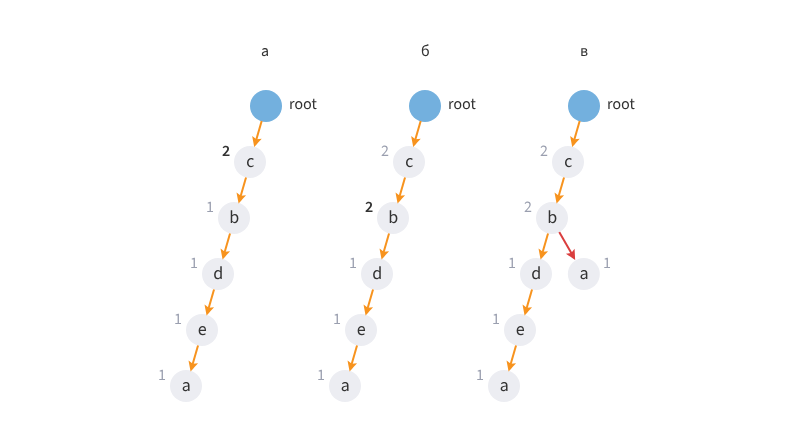 а б в
root root root
2 c 2 c 2 c
1 b 2 b 2 b
1 d 1 d 1 d a 1
1 e 1 e 1 e
1 a 1 a 1 a